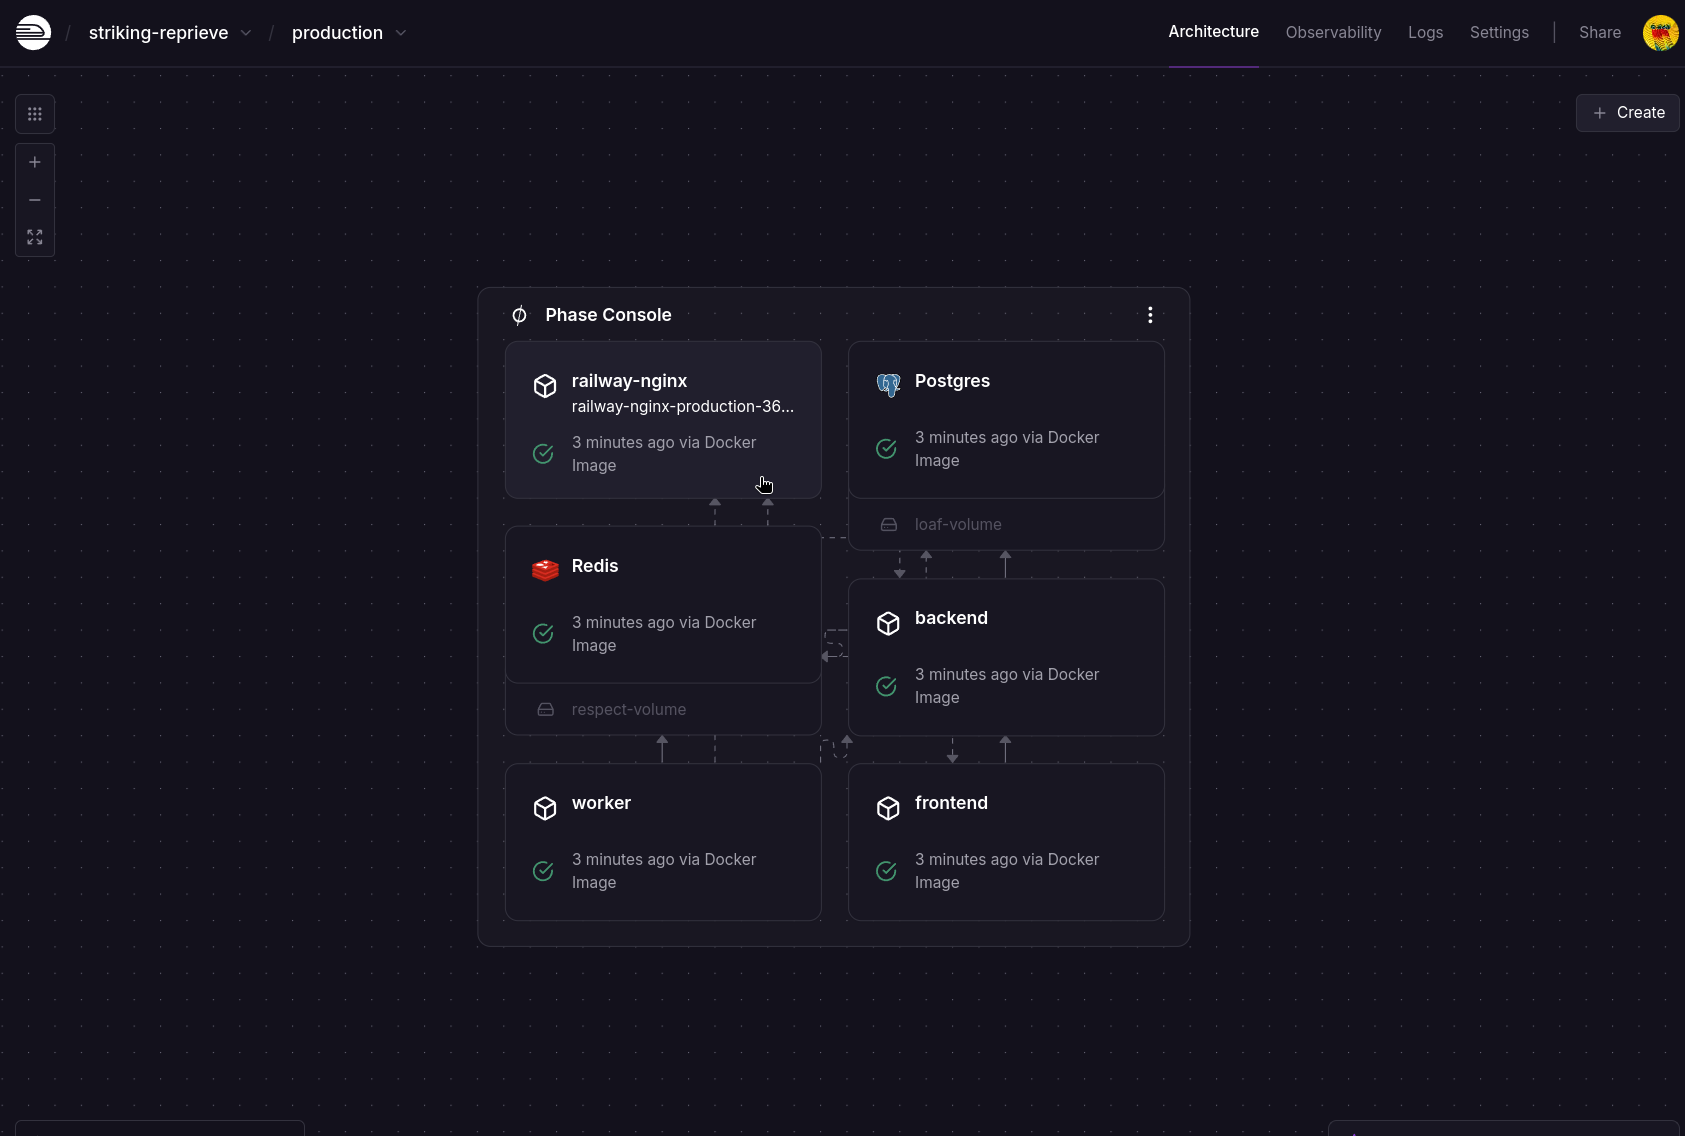 / striking-reprieve / production
Architecture Observability Logs Settings | Share
+ Create
Phase Console
railway-nginx
railway-nginx-production-36...
3 minutes ago via Docker
Image
Postgres
3 minutes ago via Docker
Image
loaf-volume
Redis
3 minutes ago via Docker
Image
respect-volume
backend
3 minutes ago via Docker
Image
worker
3 minutes ago via Docker
Image
frontend
3 minutes ago via Docker
Image